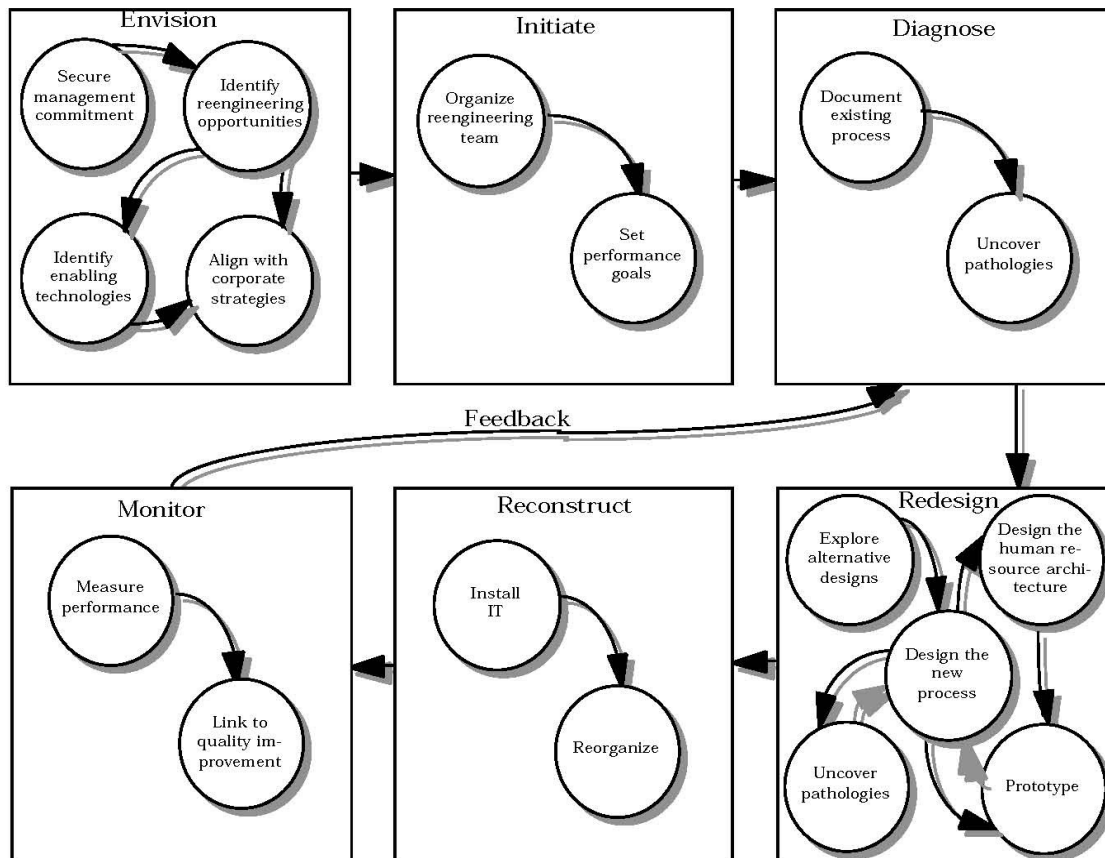 Envision
Secure
management
commitment
Identify
reengineering
opportunities
Identify
enabling
technologies
Align with
corporate
strategies
Initiate
Organize
reengineering
team
Set
performance
goals
Diagnose
Document
existing
process
Uncover
pathologies
Feedback
Monitor
Measure
performance
Link to
quality im-
provement
Reconstruct
Install
IT
Reorganize
Redesign
Explore
alternative
designs
Design the
human re-
source archi-
tecture
Design the
new
process
Uncover
pathologies
Prototype